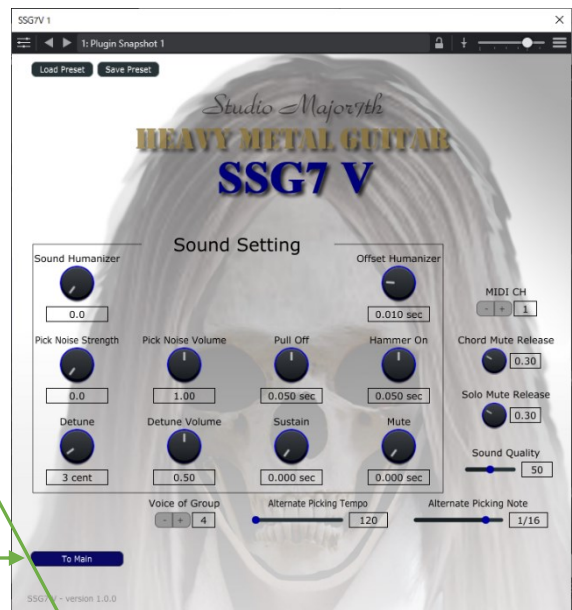 SSG7V 1
1: Plugin Snapshot 1
Load Preset Save Preset
Studio Major7th
HEAVY METAL GUITAR
SSG7 V
Sound Setting
Sound Humanizer Offset Humanizer
0.0 0.010 sec
MIDI CH
- + 1
Pick Noise Strength Pick Noise Volume Pull Off Hammer On Chord Mute Release
0.30
0.0 1.00 0.050 sec 0.050 sec
Solo Mute Release
0.30
Detune Detune Volume Sustain Mute
Sound Quality
50
3 cent 0.50 0.000 sec 0.000 sec
Voice of Group Alternate Picking Tempo Alternate Picking Note
- + 4 120 1/16
To Main
SSG7 V - version 1.0.0